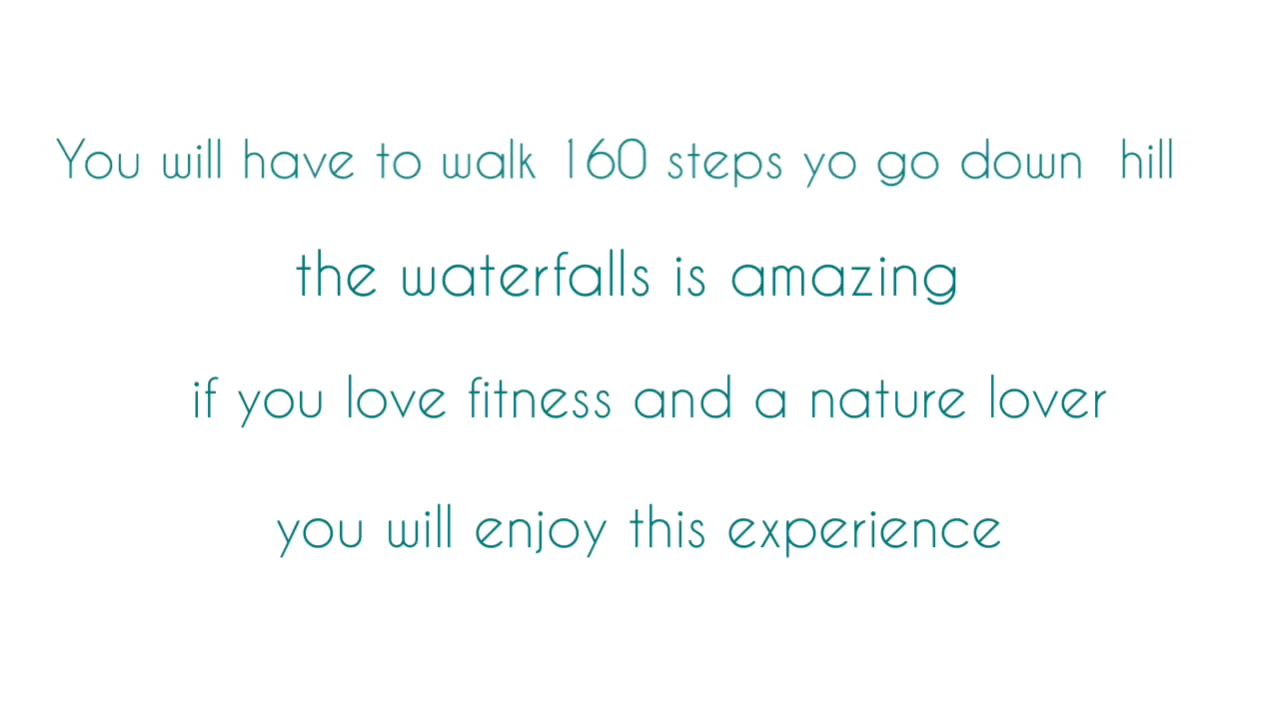 You will have to walk 160 steps yo go down hill
the waterfalls is amazing
if you love fitness and a nature lover
you will enjoy this experience